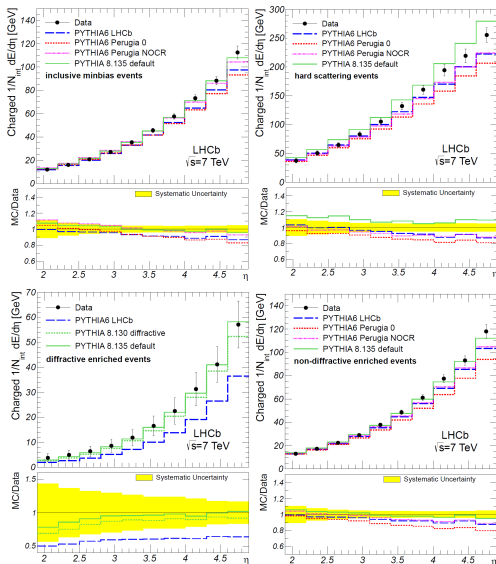 Charged 1/N_int dE/dη [GeV]
140
120
100
80
60
40
20
0
Data
PYTHIA6 LHCb
PYTHIA6 Perugia 0
PYTHIA6 Perugia NOCR
PYTHIA 8.135 default
inclusive minbias events
LHCb
√s=7 TeV
MC/Data
1.4
1.2
1
0.8
0.6
Systematic Uncertainty
2 2.5 3 3.5 4 4.5 η
Charged 1/N_int dE/dη [GeV]
300
250
200
150
100
50
Data
PYTHIA6 LHCb
PYTHIA6 Perugia 0
PYTHIA6 Perugia NOCR
PYTHIA 8.135 default
hard scattering events
LHCb
√s=7 TeV
MC/Data
1.4
1.2
1
0.8
0.6
Systematic Uncertainty
2 2.5 3 3.5 4 4.5 η
Charged 1/N_int dE/dη [GeV]
70
60
50
40
30
20
10
0
Data
PYTHIA6 LHCb
PYTHIA 8.130 diffractive
PYTHIA 8.135 default
diffractive enriched events
LHCb
√s=7 TeV
MC/Data
1.5
1
0.5
Systematic Uncertainty
2 2.5 3 3.5 4 4.5 η
Charged 1/N_int dE/dη [GeV]
140
120
100
80
60
40
20
0
Data
PYTHIA6 LHCb
PYTHIA6 Perugia 0
PYTHIA6 Perugia NOCR
PYTHIA 8.135 default
non-diffractive enriched events
LHCb
√s=7 TeV
MC/Data
1.4
1.2
1
0.8
0.6
Systematic Uncertainty
2 2.5 3 3.5 4 4.5 η